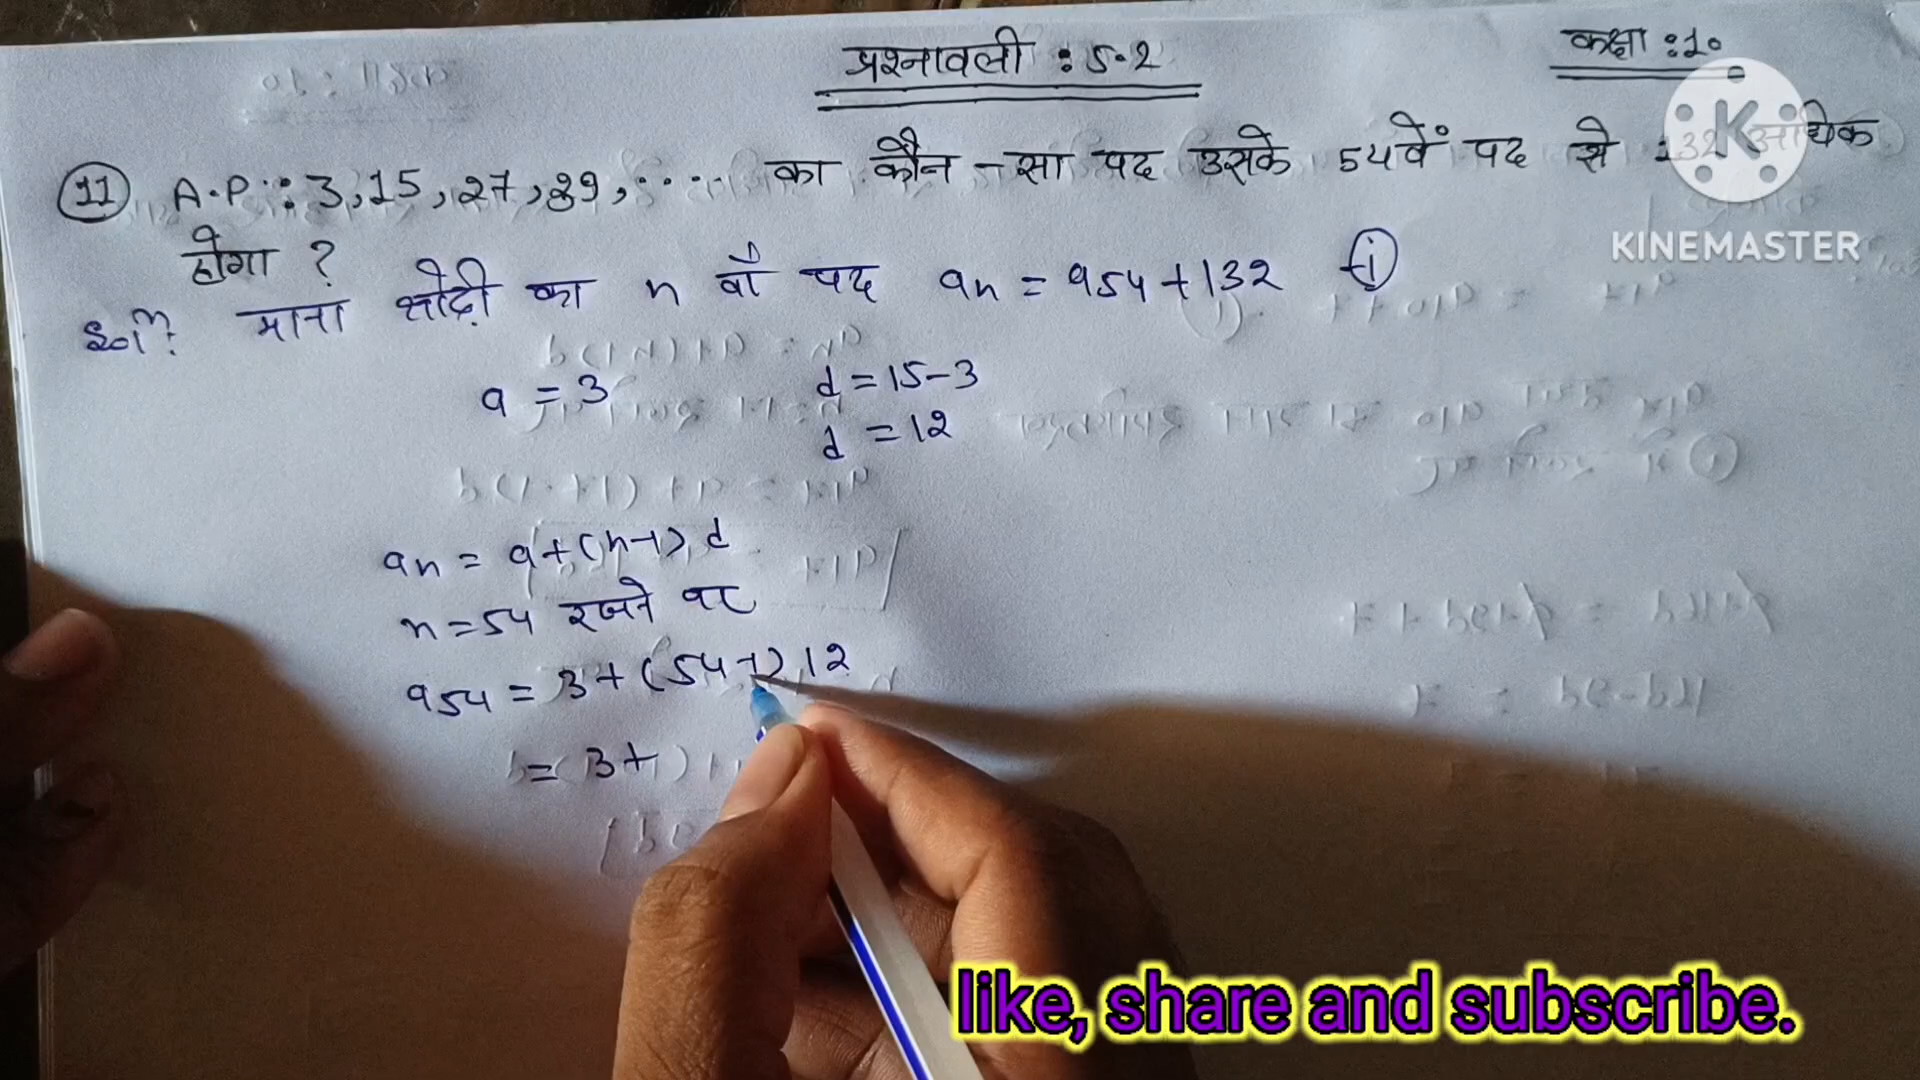 प्रश्नावली : 5.2
कक्षा : 10
11 A.P : 3, 15, 27, 39, .... का कौन-सा पद उसके 54वें पद से 132 अधिक
होगा ?
KINEMASTER
Solⁿ: माना श्रेढ़ी का n वाँ पद an = a54 + 132 -(i)
a = 3
d = 15 - 3
d = 12
an = a + (n-1) d
n = 54 रखने पर
a54 = 3 + (54-1) 12
= 3 +
like, share and subscribe.